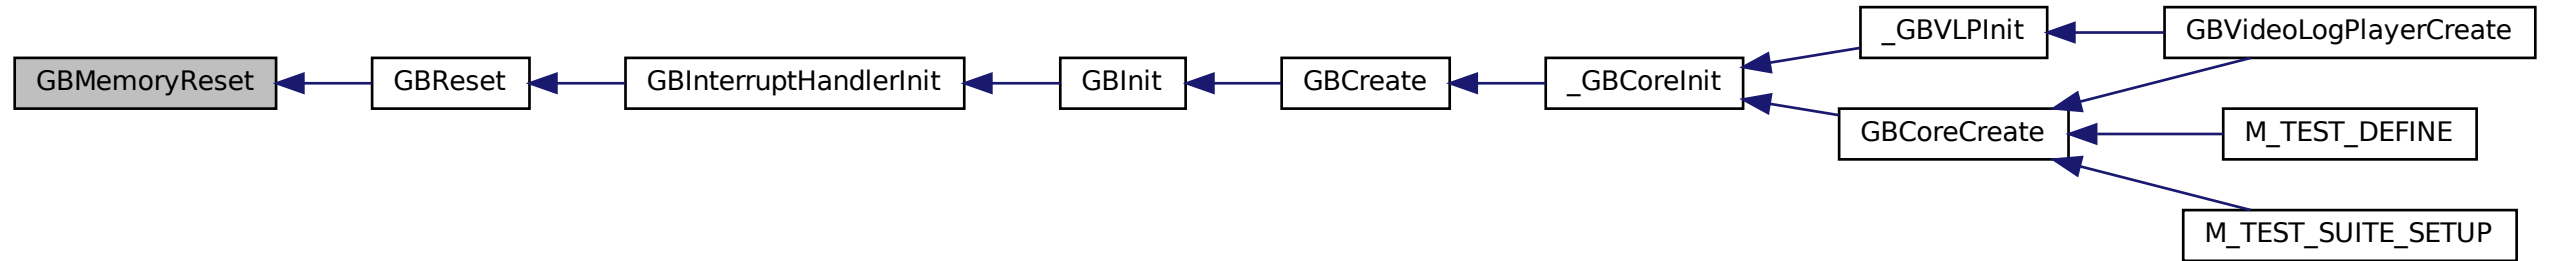 GBMemoryReset
GBReset
GBInterruptHandlerInit
GBInit
GBCreate
_GBCoreInit
_GBVLPInit
GBVideoLogPlayerCreate
GBCoreCreate
M_TEST_DEFINE
M_TEST_SUITE_SETUP